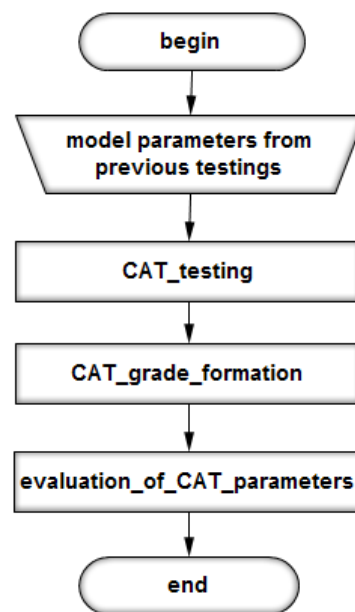 begin
model parameters from
previous testings
CAT_testing
CAT_grade_formation
evaluation_of_CAT_parameters
end